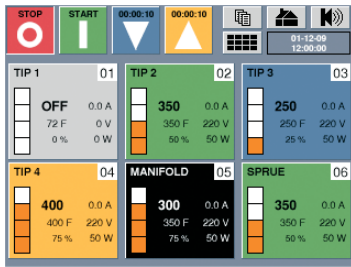 STOP START 00:00:10 00:00:10
01-12-09
12:00:00
TIP 1 01
OFF 0.0 A
72 F 0 V
0 % 0 W
TIP 2 02
350 0.0 A
350 F 220 V
50 % 50 W
TIP 3 03
250 0.0 A
250 F 220 V
25 % 50 W
TIP 4 04
400 0.0 A
400 F 220 V
75 % 50 W
MANIFOLD 05
300 0.0 A
350 F 220 V
75 % 50 W
SPRUE 06
350 0.0 A
350 F 220 V
50 % 50 W